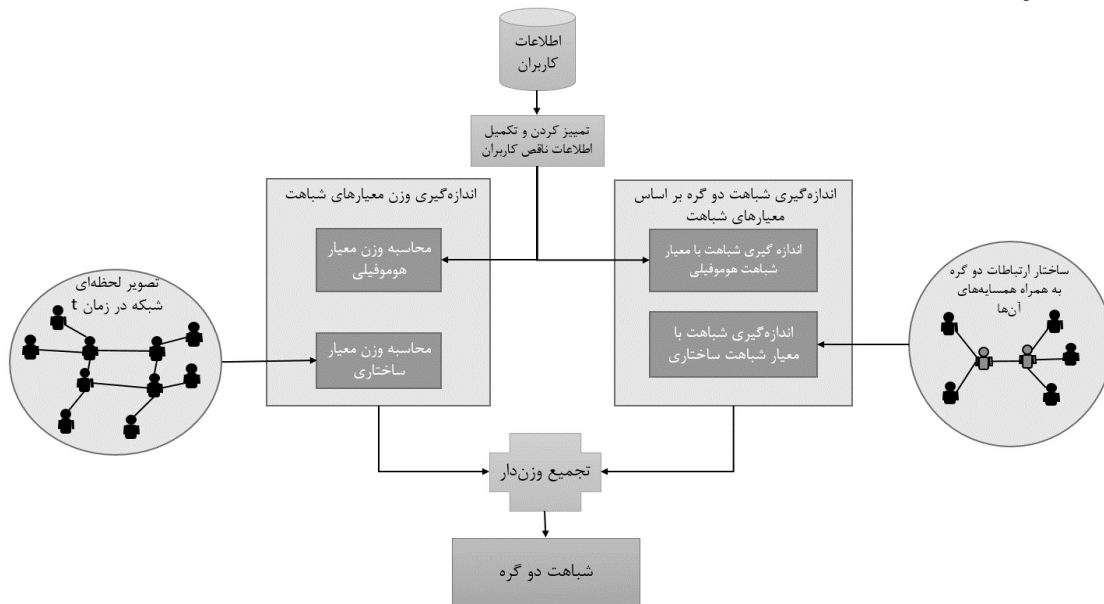 اطلاعات
کاربران
تمییز کردن و تکمیل
اطلاعات ناقص کاربران
اندازه‌گیری شباهت دو گره بر اساس
معیارهای شباهت
اندازه گیری شباهت با معیار
شباهت هوموفیلی
اندازه‌گیری شباهت با
معیار شباهت ساختاری
ساختار ارتباطات دو گره
به همراه همسایه‌های
آن‌ها
اندازه‌گیری وزن معیارهای شباهت
محاسبه وزن معیار
هوموفیلی
محاسبه وزن معیار
ساختاری
تصویر لحظه‌ای
شبکه در زمان t
تجمیع وزن‌دار
شباهت دو گره